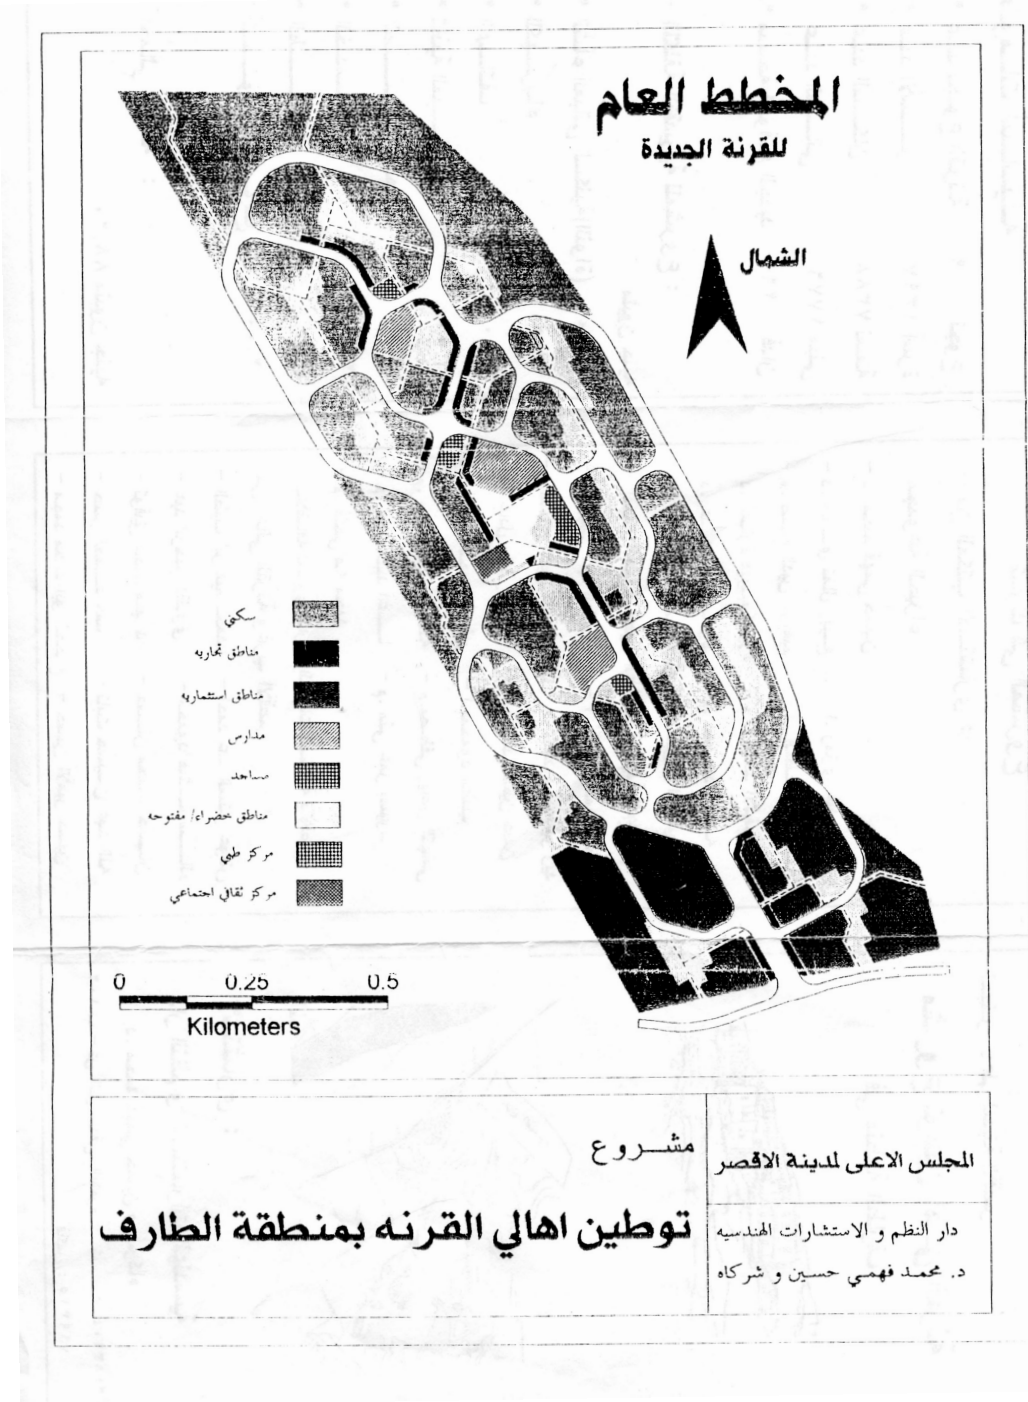 المخطط العام
للقرنة الجديدة
الشمال
سكني
مناطق تجاريه
مناطق استثماريه
مدارس
مساجد
مناطق خضراء/ مفتوحه
مركز طبي
مركز ثقافي اجتماعي
0 0.25 0.5
Kilometers
مشـــروع
توطين اهالي القرنه بمنطقة الطارف
المجلس الاعلى لمدينة الاقصر
دار النظم و الاستشارات الهندسيه
د. محمد فهمي حسين و شركاه